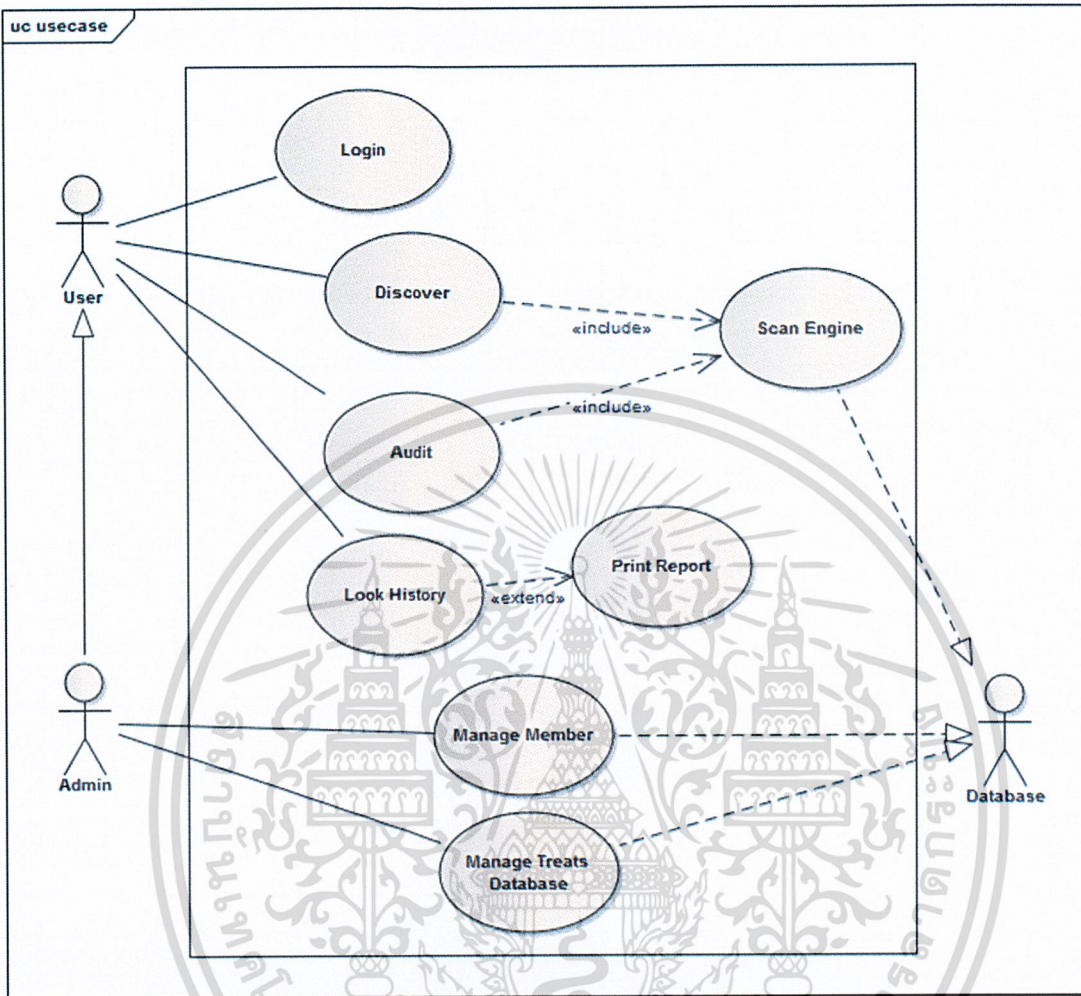 uc usecase
Login
User
Discover
«include»
Scan Engine
«include»
Audit
Look History
«extend»
Print Report
Admin
Manage Member
Database
Manage Treats
Database